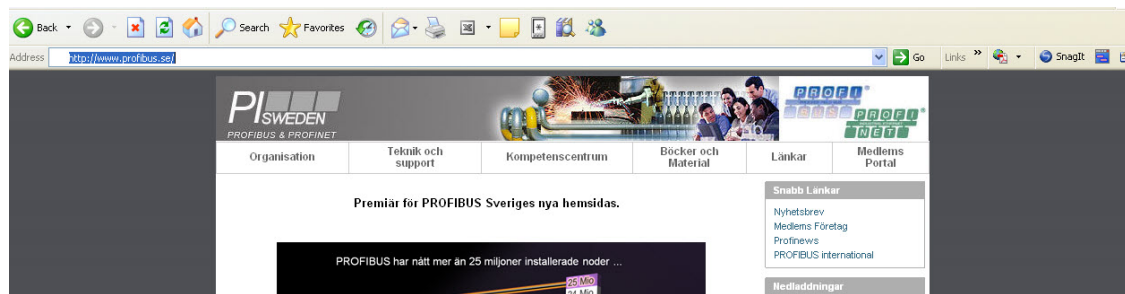 Back
Search
Favorites
Address
http://www.profibus.se/
Go
Links
SnagIt
PI
SWEDEN
PROFIBUS & PROFINET
PROFI
BUS
PROFI
NET
Organisation
Teknik och
support
Kompetenscentrum
Böcker och
Material
Länkar
Medlems
Portal
Premiär för PROFIBUS Sveriges nya hemsidas.
PROFIBUS har nått mer än 25 miljoner installerade noder ...
25 Mio
24 Mio
Snabb Länkar
Nyhetsbrev
Medlems Företag
Profinews
PROFIBUS international
Nedladdningar